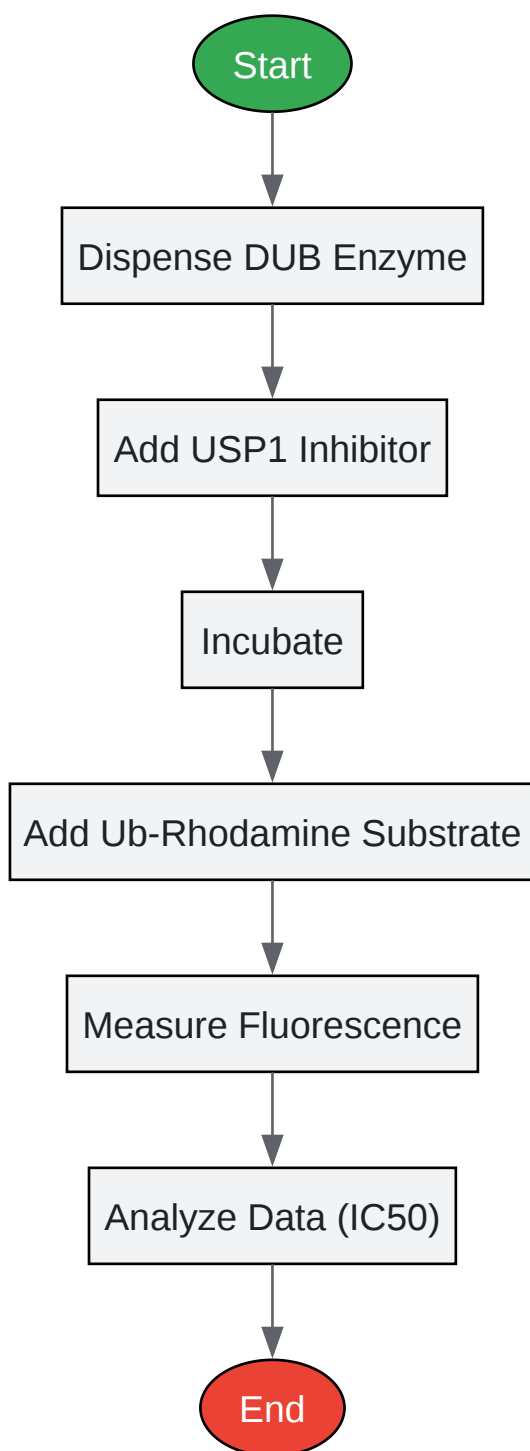 Start
Dispense DUB Enzyme
Add USP1 Inhibitor
Incubate
Add Ub-Rhodamine Substrate
Measure Fluorescence
Analyze Data (IC50)
End